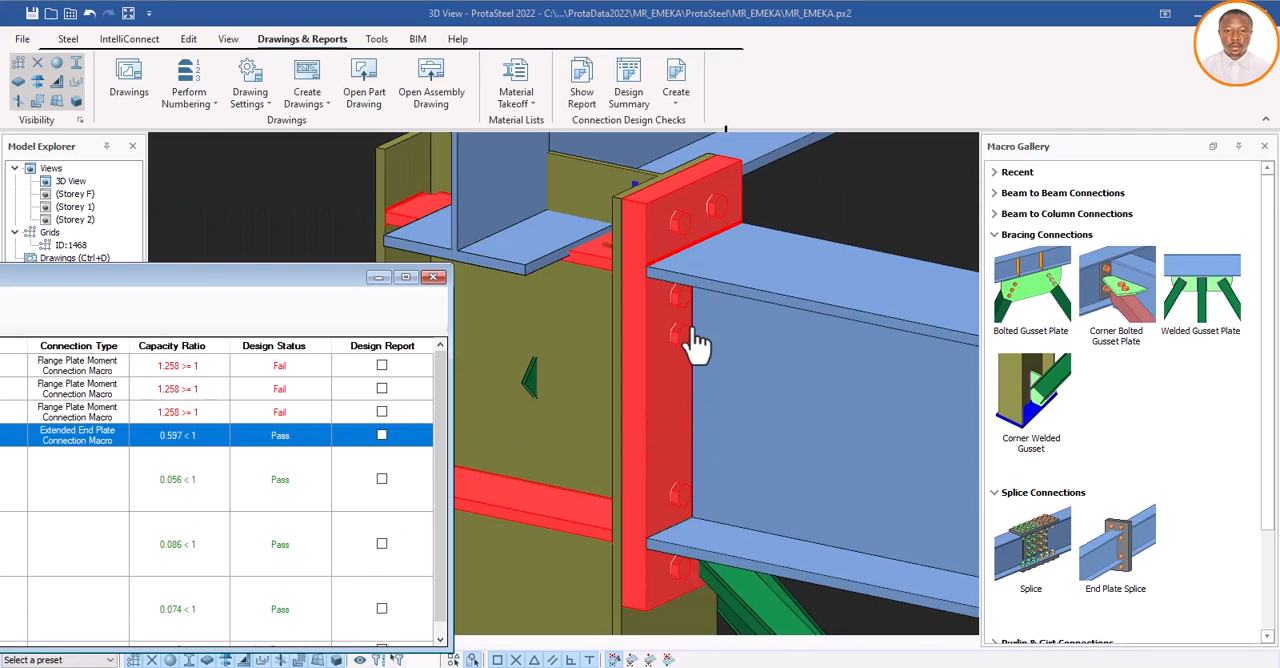 3D View - ProtaSteel 2022 - C:\...\ProtaData2022\MR_EMEKA\ProtaSteel\MR_EMEKA\MR_EMEKA.px2
File Steel IntelliConnect Edit View Drawings & Reports Tools BIM Help
Drawings
Perform Numbering
Drawing Settings
Create Drawings
Open Part Drawing
Open Assembly Drawing
Material Takeoff
Show Report
Design Summary
Create
Visibility Drawings Material Lists Connection Design Checks
Model Explorer
Views
3D View
(Storey F)
(Storey 1)
(Storey 2)
Grids
ID:1468
Drawings (Ctrl+D)
Connection Type Capacity Ratio Design Status Design Report
Flange Plate Moment Connection Macro 1.258 >= 1 Fail
Flange Plate Moment Connection Macro 1.258 >= 1 Fail
Flange Plate Moment Connection Macro 1.258 >= 1 Fail
Extended End Plate Connection Macro 0.597 < 1 Pass
0.056 < 1 Pass
0.086 < 1 Pass
0.074 < 1 Pass
Macro Gallery
Recent
Beam to Beam Connections
Beam to Column Connections
Bracing Connections
Bolted Gusset Plate
Corner Bolted Gusset Plate
Welded Gusset Plate
Corner Welded Gusset
Splice Connections
Splice
End Plate Splice
Purlin & Girt Connections
Select a preset